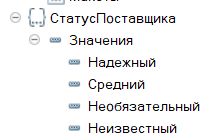 СтатусПоставщика
Значения
Надежный
Средний
Необязательный
Неизвестный